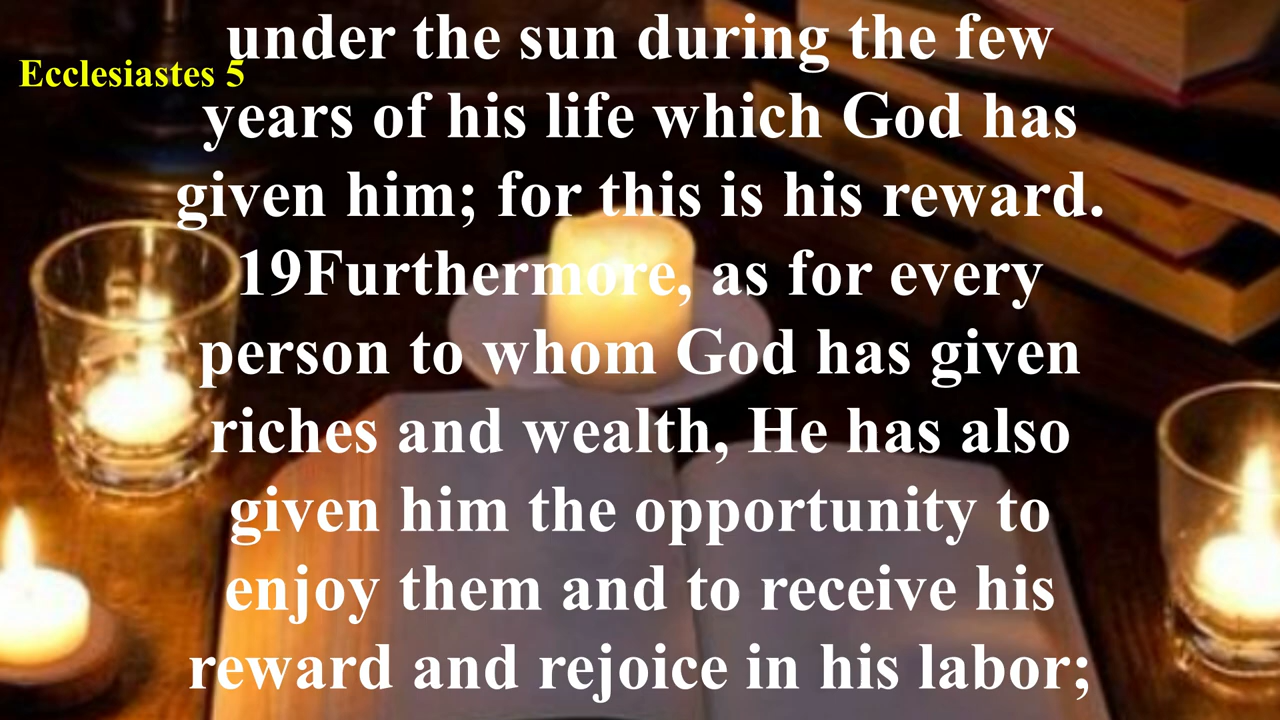 Ecclesiastes 5
under the sun during the few
years of his life which God has
given him; for this is his reward.
19Furthermore, as for every
person to whom God has given
riches and wealth, He has also
given him the opportunity to
enjoy them and to receive his
reward and rejoice in his labor;